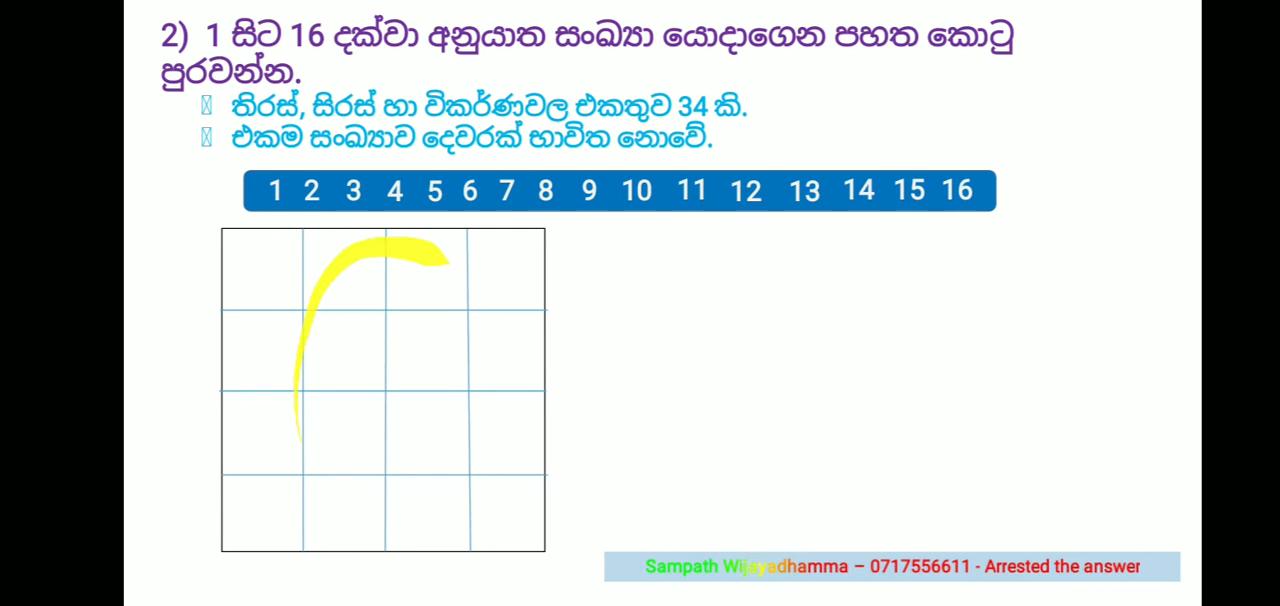 2) 1 සිට 16 දක්වා අනුයාත සංඛ්‍යා යොදාගෙන පහත කොටු
පුරවන්න.
තිරස්, සිරස් හා විකර්ණවල එකතුව 34 කි.
එකම සංඛ්‍යාව දෙවරක් භාවිත නොවේ.
1 2 3 4 5 6 7 8 9 10 11 12 13 14 15 16
Sampath Wijayadhamma – 0717556611 - Arrested the answer